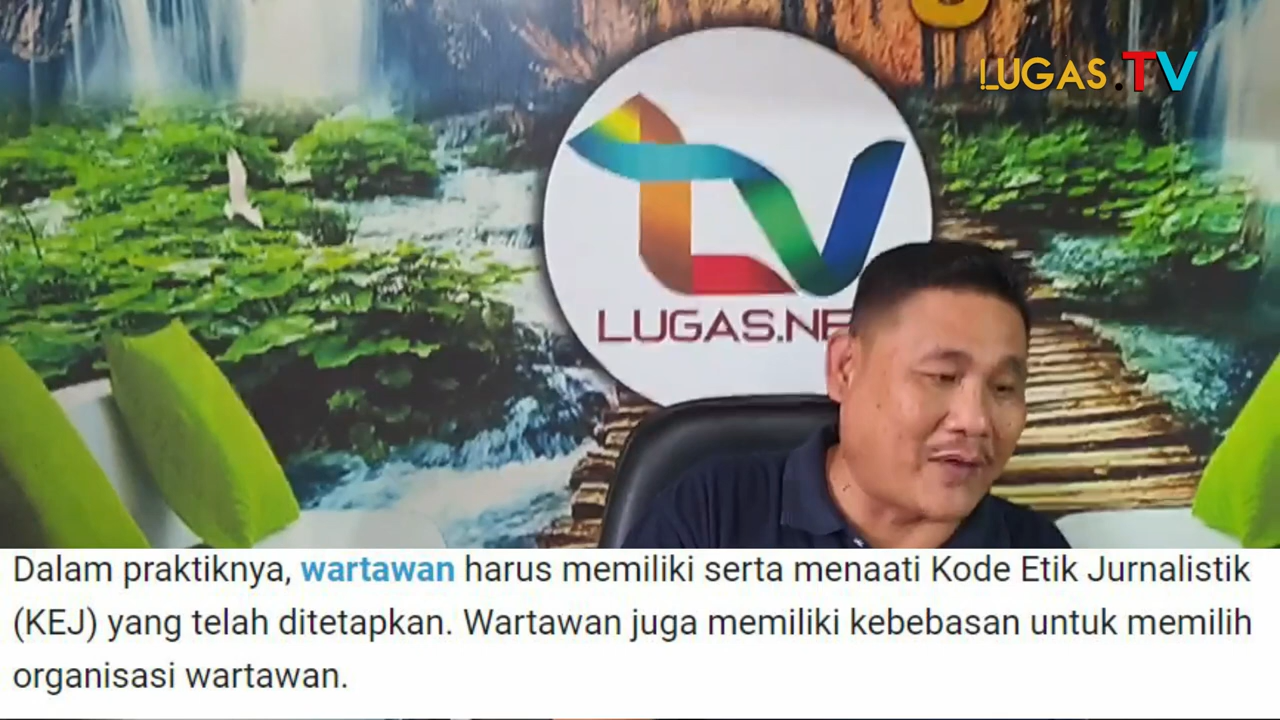 LUGAS.TV
LUGAS.NE
Dalam praktiknya, wartawan harus memiliki serta menaati Kode Etik Jurnalistik
(KEJ) yang telah ditetapkan. Wartawan juga memiliki kebebasan untuk memilih
organisasi wartawan.